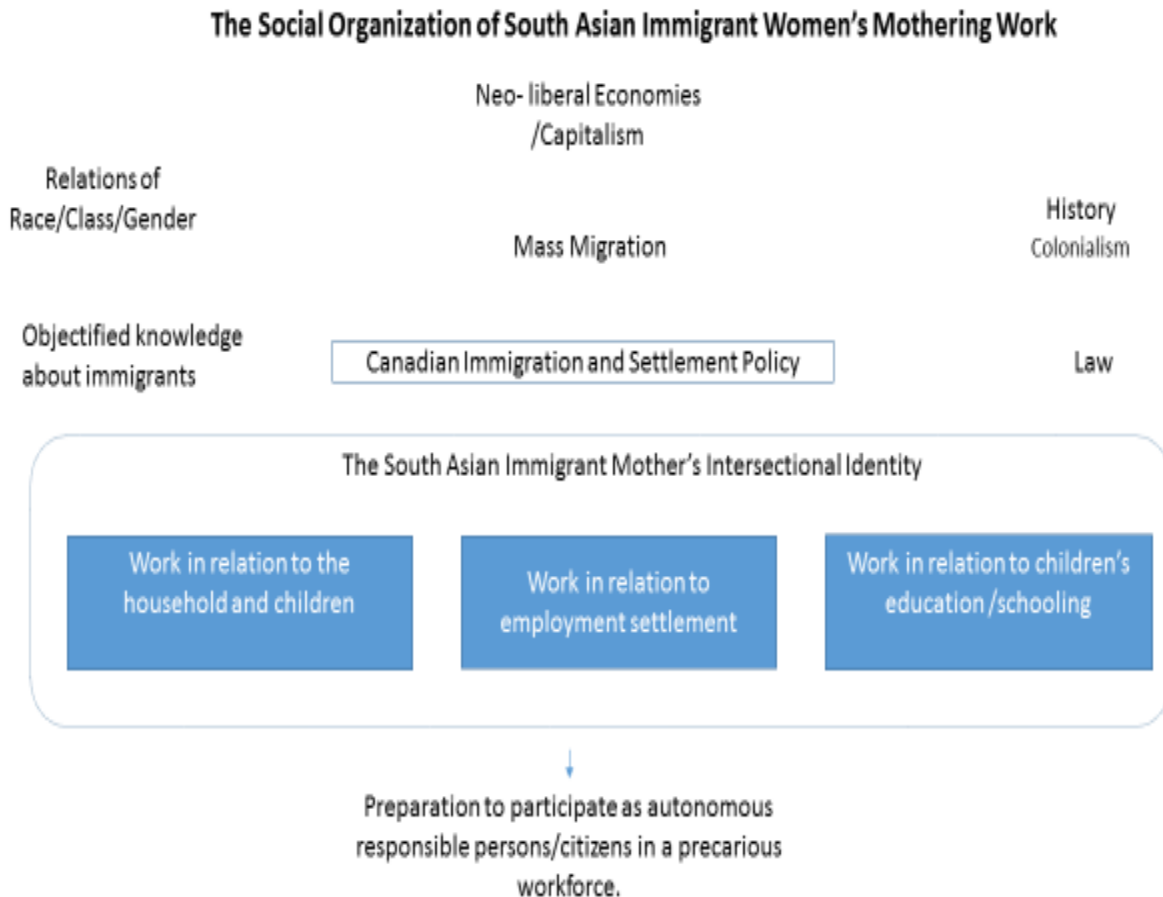 The Social Organization of South Asian Immigrant Women's Mothering Work
Neo- liberal Economies
/Capitalism
Relations of
Race/Class/Gender
History
Colonialism
Mass Migration
Objectified knowledge
about immigrants
Canadian Immigration and Settlement Policy
Law
The South Asian Immigrant Mother's Intersectional Identity
Work in relation to the
household and children
Work in relation to
employment settlement
Work in relation to children's
education /schooling
Preparation to participate as autonomous
responsible persons/citizens in a precarious
workforce.